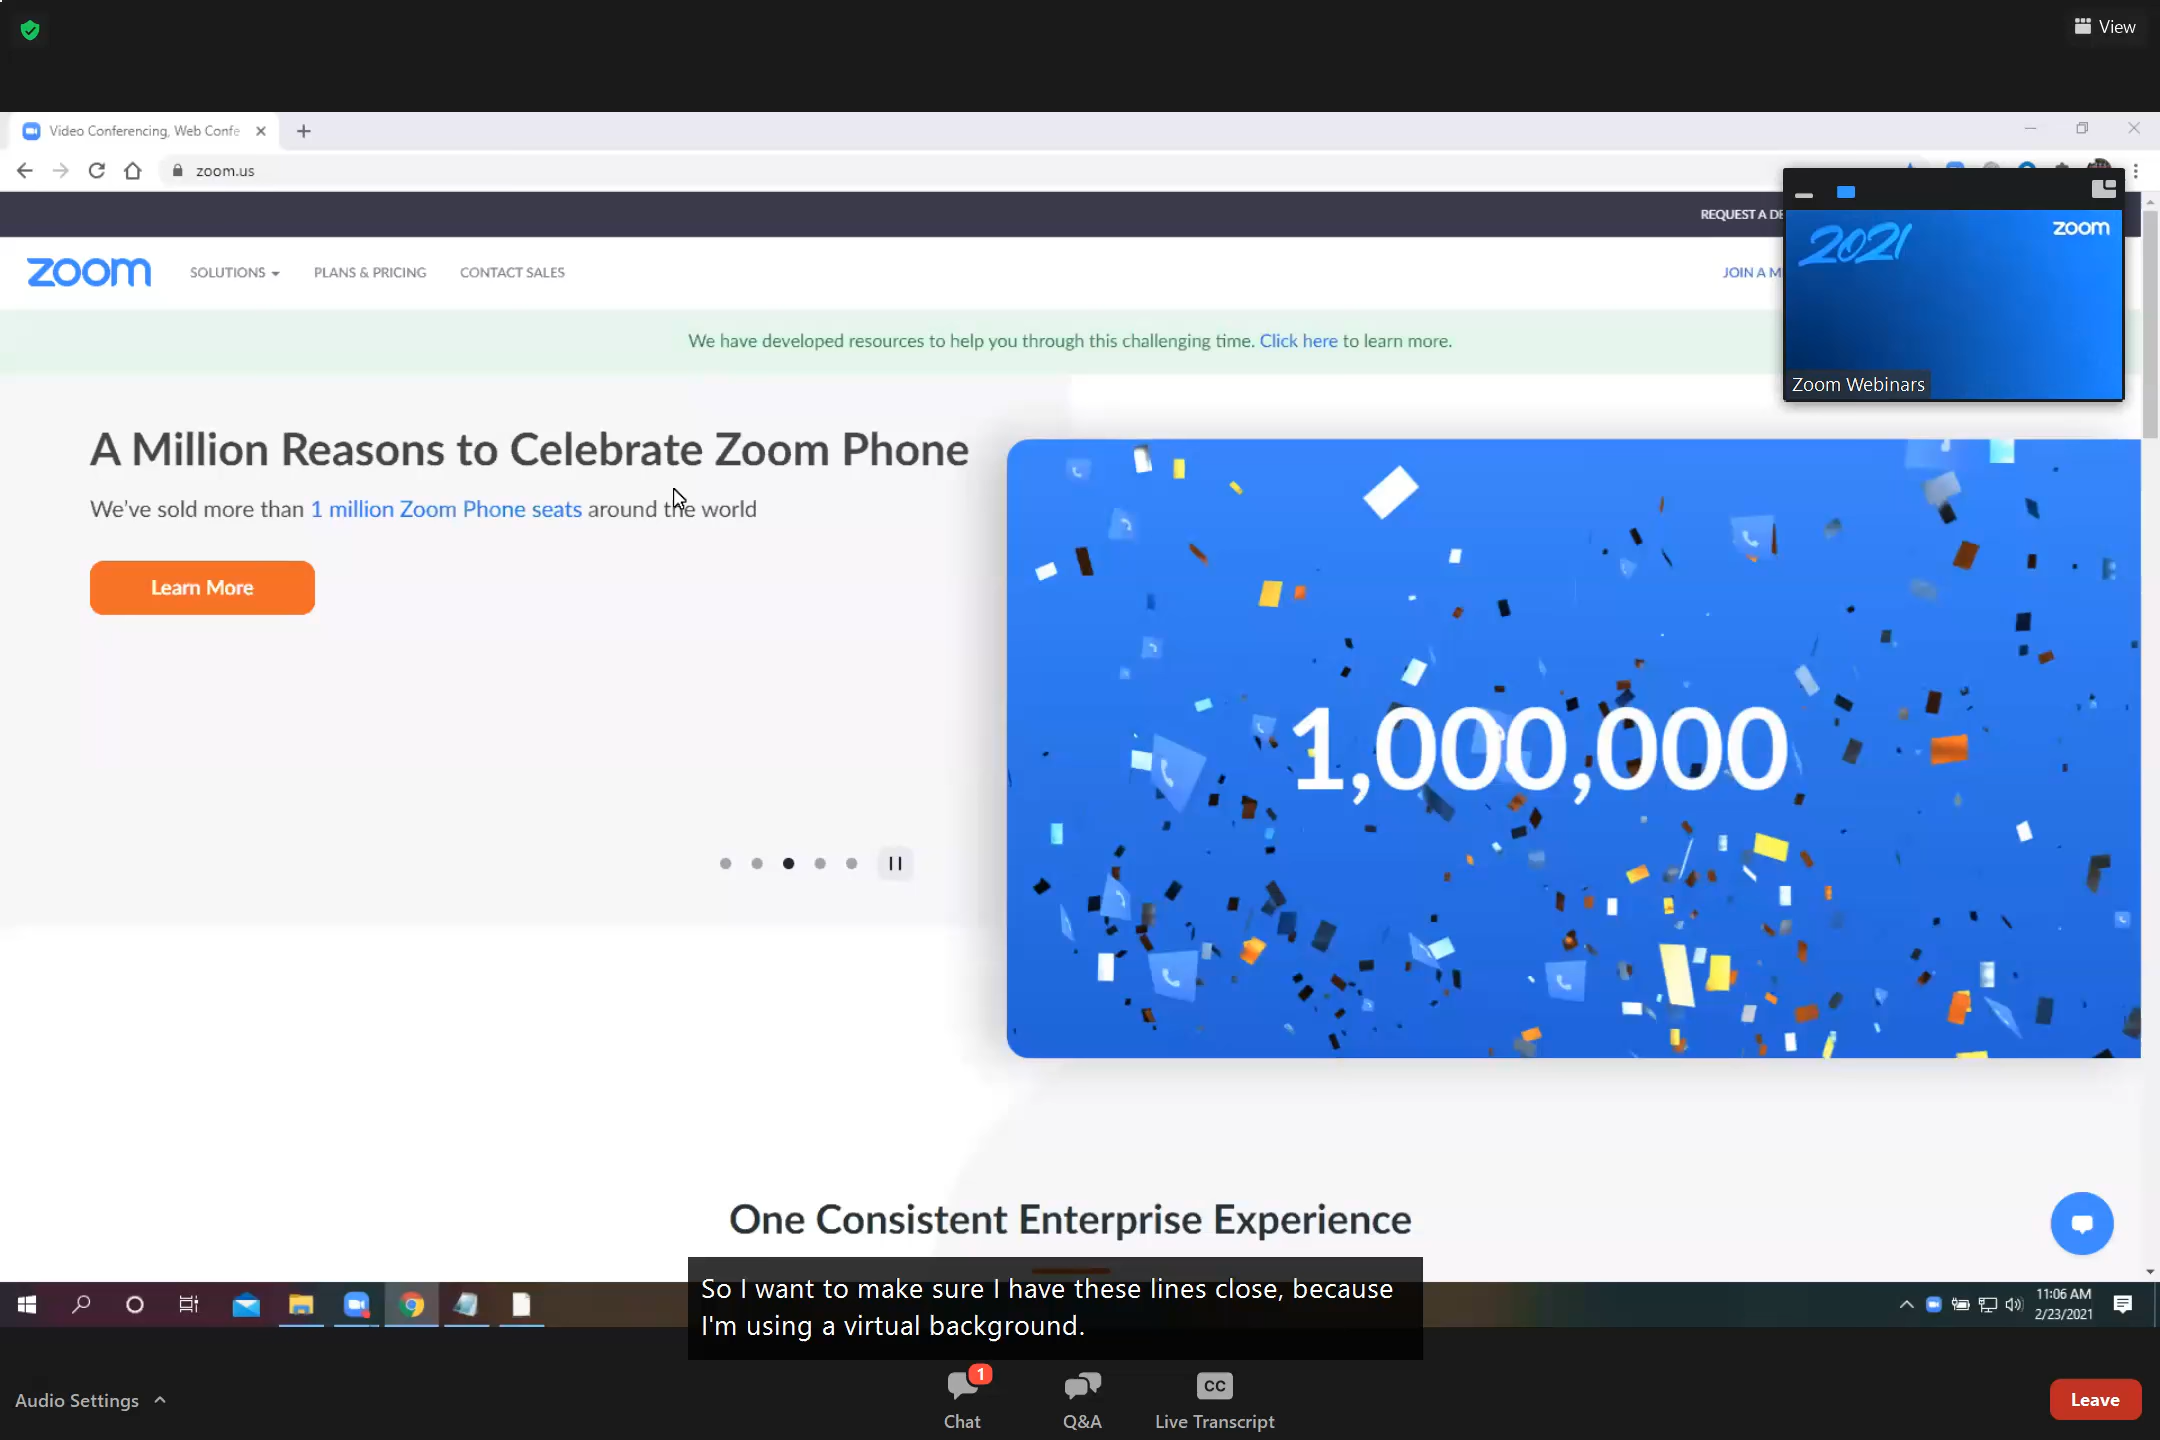 View
Video Conferencing, Web Confe
zoom.us
REQUEST A DE
zoom
SOLUTIONS
PLANS & PRICING
CONTACT SALES
JOIN A M
2021
zoom
Zoom Webinars
We have developed resources to help you through this challenging time. Click here to learn more.
A Million Reasons to Celebrate Zoom Phone
We've sold more than 1 million Zoom Phone seats around the world
Learn More
1,000,000
One Consistent Enterprise Experience
So I want to make sure I have these lines close, because
I'm using a virtual background.
11:06 AM
2/23/2021
Audio Settings
1
Chat
Q&A
CC
Live Transcript
Leave